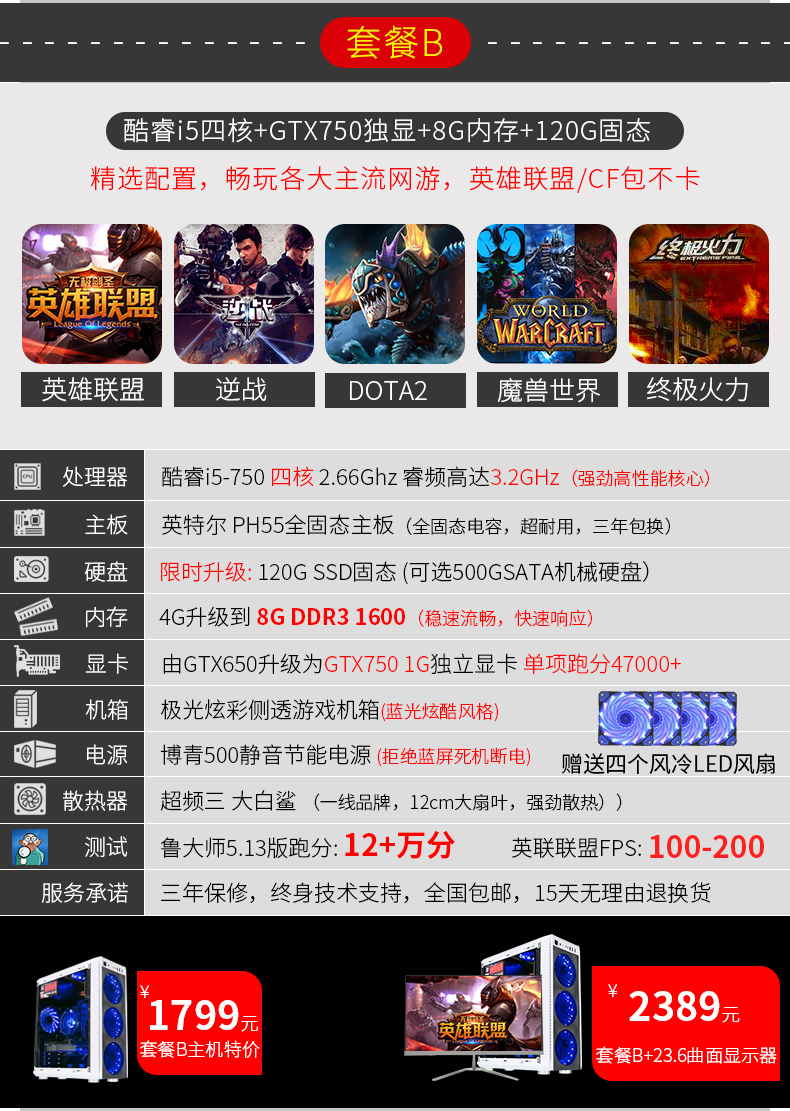 套餐B
酷睿i5四核+GTX750独显+8G内存+120G固态
精选配置，畅玩各大主流网游，英雄联盟/CF包不卡
无极剑圣
英雄联盟
League Of Legends
逆战
WORLD
WARCRAFT
终极火力
EXTREME FIRE
英雄联盟 逆战 DOTA2 魔兽世界 终极火力
处理器 酷睿i5-750 四核 2.66Ghz 睿频高达3.2GHz（强劲高性能核心）
主板 英特尔 PH55全固态主板（全固态电容，超耐用，三年包换）
硬盘 限时升级: 120G SSD固态 (可选500GSATA机械硬盘）
内存 4G升级到 8G DDR3 1600（稳速流畅，快速响应）
显卡 由GTX650升级为GTX750 1G独立显卡 单项跑分47000+
机箱 极光炫彩侧透游戏机箱(蓝光炫酷风格)
电源 博青500静音节能电源 (拒绝蓝屏死机断电)
赠送四个风冷LED风扇
散热器 超频三 大白鲨 （一线品牌，12cm大扇叶，强劲散热））
测试 鲁大师5.13版跑分: 12+万分 英联联盟FPS: 100-200
服务承诺 三年保修，终身技术支持，全国包邮，15天无理由退换货
¥1799元
套餐B主机特价
英雄联盟
¥2389元
套餐B+23.6曲面显示器